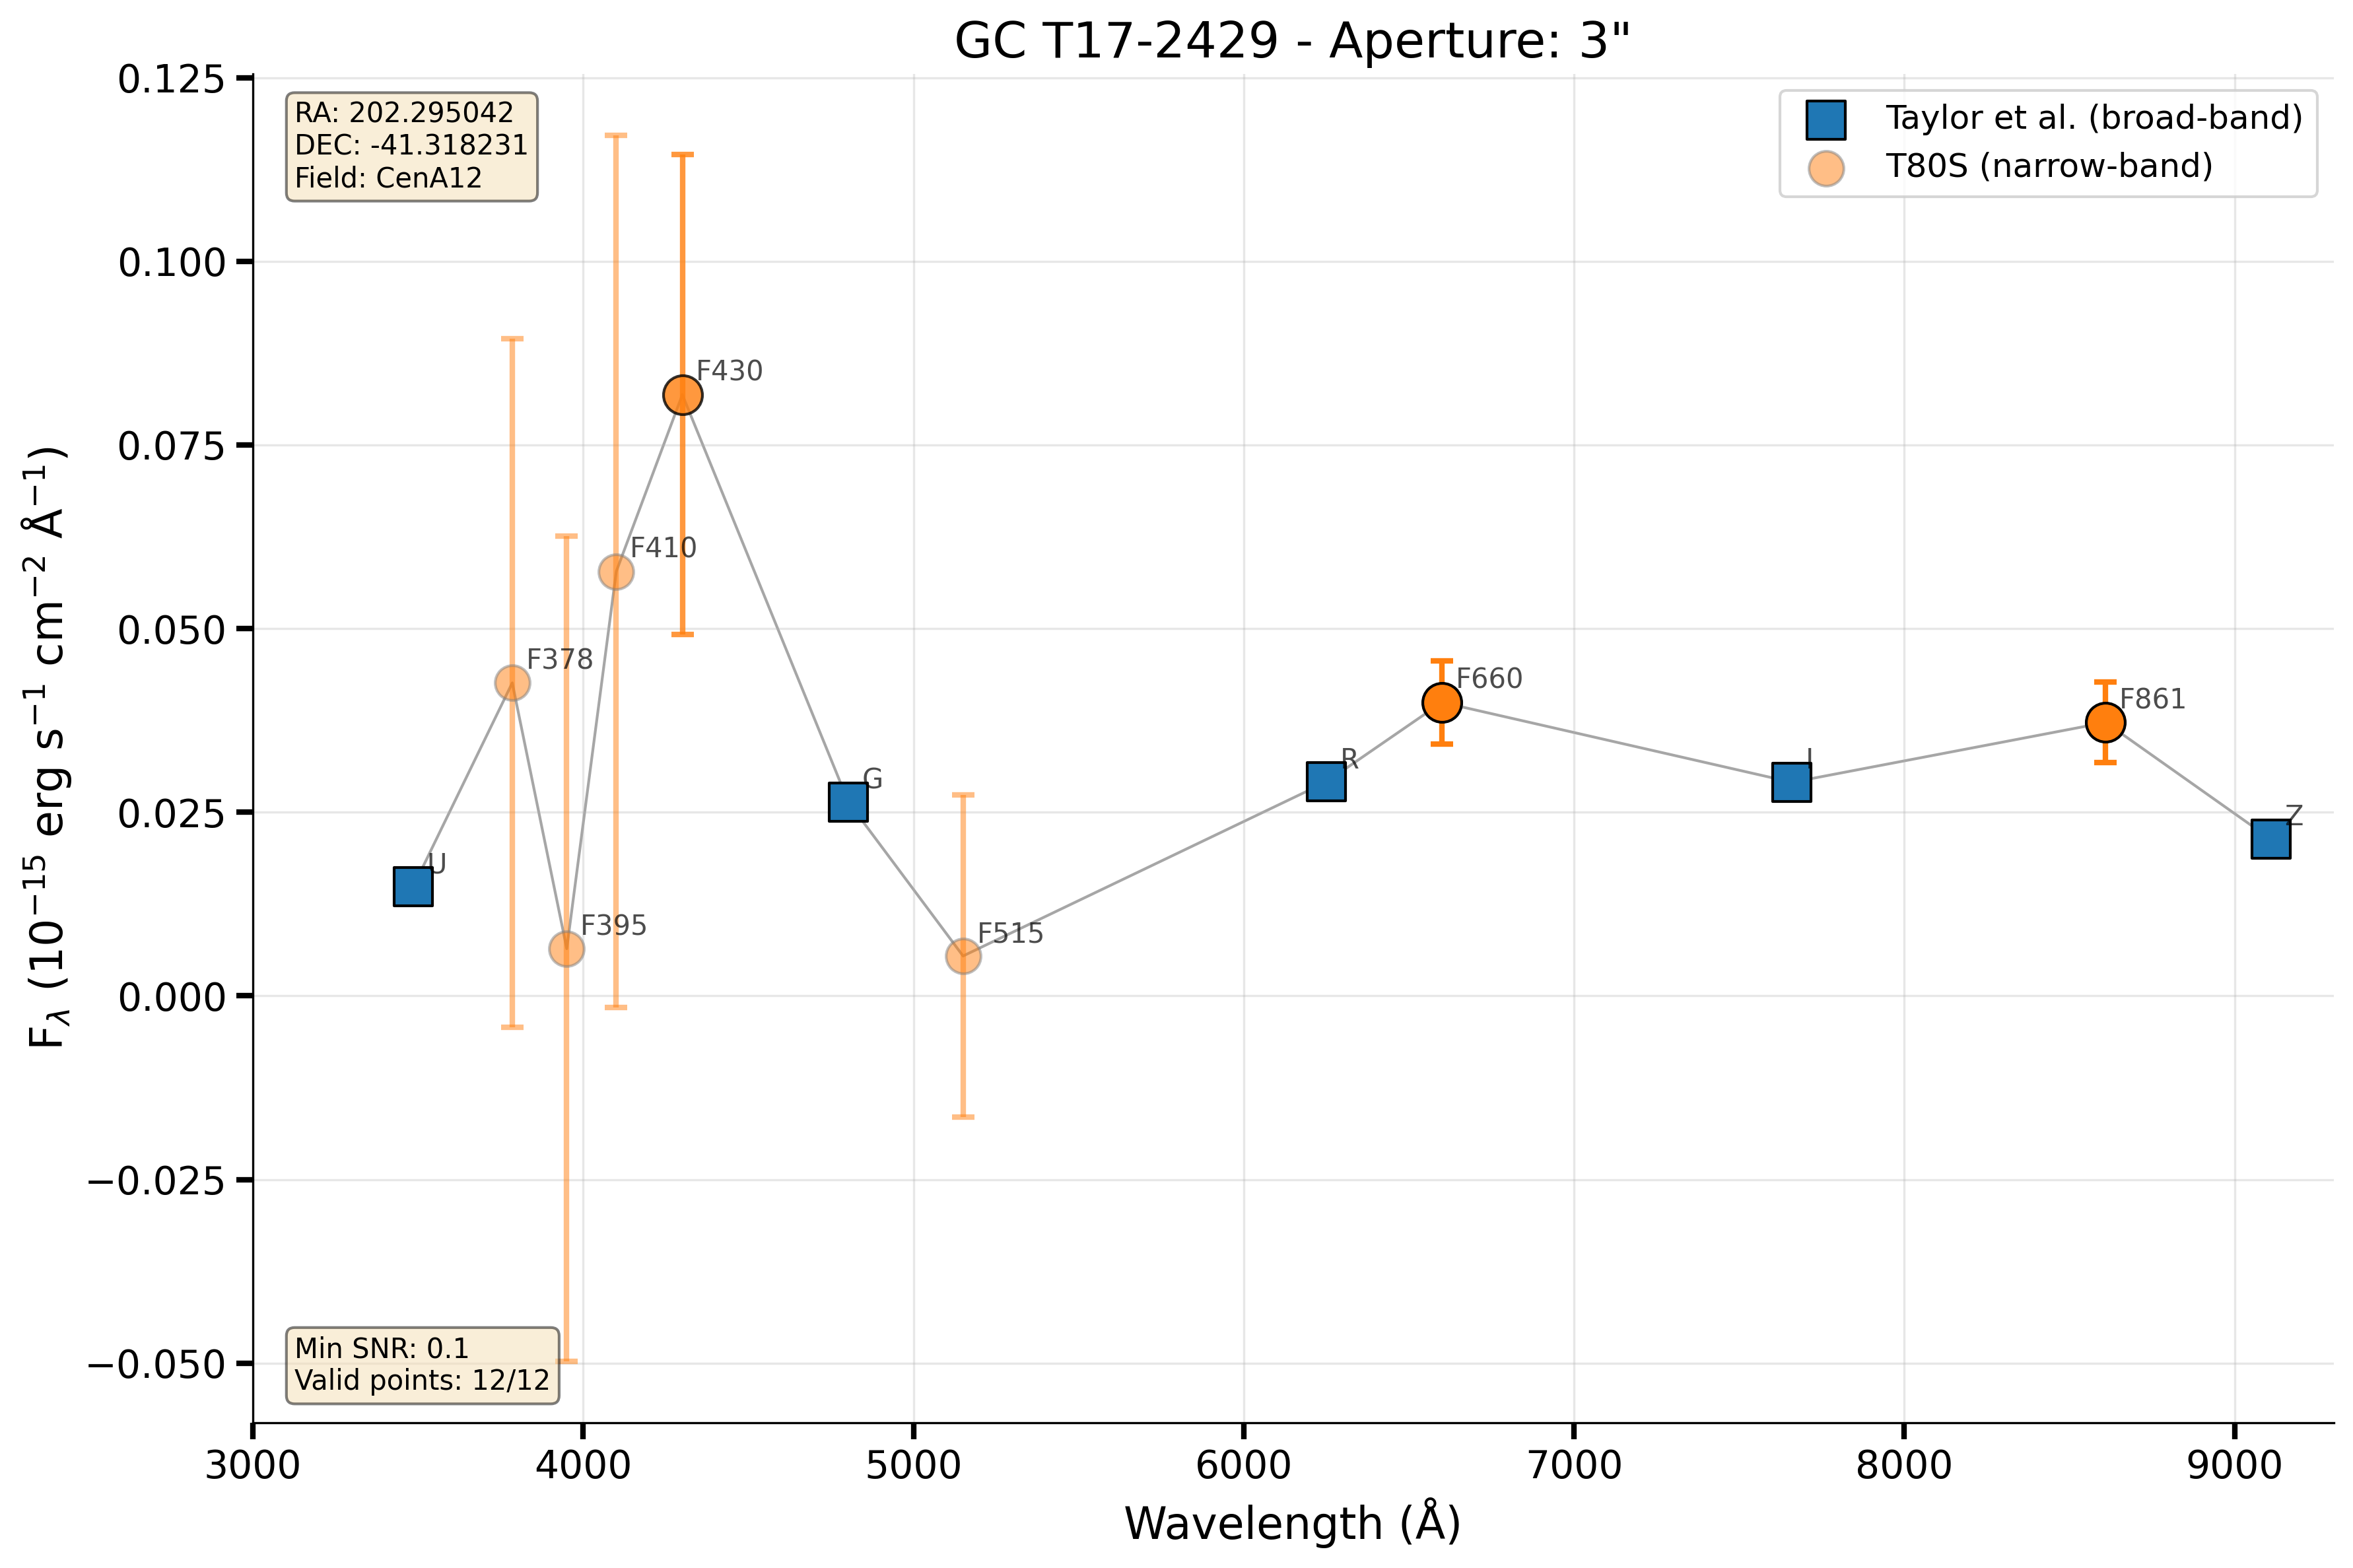 GC T17-2429 - Aperture: 3"
RA: 202.295042
DEC: -41.318231
Field: CenA12
Taylor et al. (broad-band)
T80S (narrow-band)
0.125
0.100
0.075
0.050
0.025
0.000
−0.025
−0.050
F_λ (10⁻¹⁵ erg s⁻¹ cm⁻² Å⁻¹)
U
F378
F395
F410
F430
G
F515
R
F660
I
F861
Z
Min SNR: 0.1
Valid points: 12/12
3000 4000 5000 6000 7000 8000 9000
Wavelength (Å)